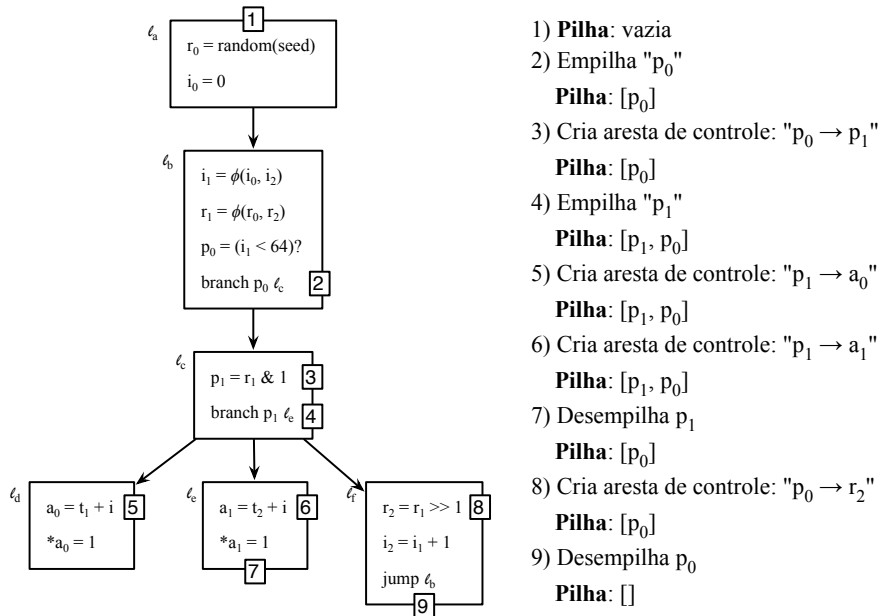 1
ℓa
r0 = random(seed)
i0 = 0
ℓb
i1 = ϕ(i0, i2)
r1 = ϕ(r0, r2)
p0 = (i1 < 64)?
branch p0 ℓc
2
ℓc
p1 = r1 & 1
3
branch p1 ℓe
4
ℓd
a0 = t1 + i
5
*a0 = 1
ℓe
a1 = t2 + i
6
*a1 = 1
7
ℓf
r2 = r1 >> 1
8
i2 = i1 + 1
jump ℓb
9
1) Pilha: vazia
2) Empilha "p0"
Pilha: [p0]
3) Cria aresta de controle: "p0 → p1"
Pilha: [p0]
4) Empilha "p1"
Pilha: [p1, p0]
5) Cria aresta de controle: "p1 → a0"
Pilha: [p1, p0]
6) Cria aresta de controle: "p1 → a1"
Pilha: [p1, p0]
7) Desempilha p1
Pilha: [p0]
8) Cria aresta de controle: "p0 → r2"
Pilha: [p0]
9) Desempilha p0
Pilha: []